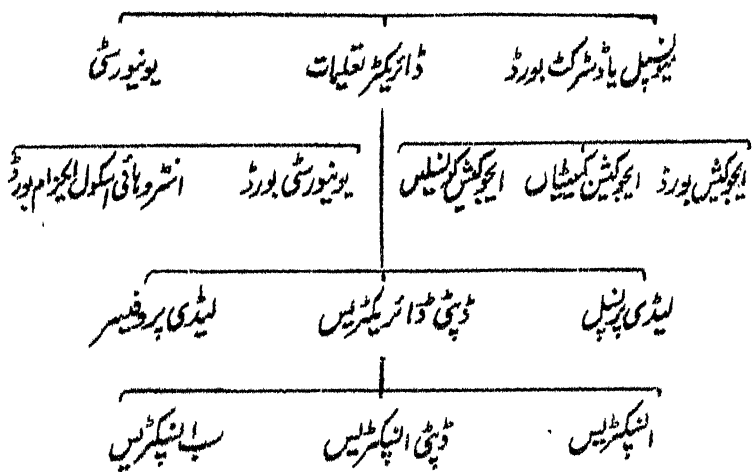 میونسپل یا ڈسٹرکٹ بورڈ ڈائریکٹر تعلیمات یونیورسٹی
ایجوکیشن بورڈ ایجوکیشن کمیٹیاں ایجوکیشن کونسلیں یونیورسٹی بورڈ انٹر و ہائی اسکول ایگزام بورڈ
لیڈی پرنسپل ڈپٹی ڈائریکٹریس لیڈی پروفیسر
انسپکٹریس ڈپٹی انسپکٹریس سب انسپکٹریس